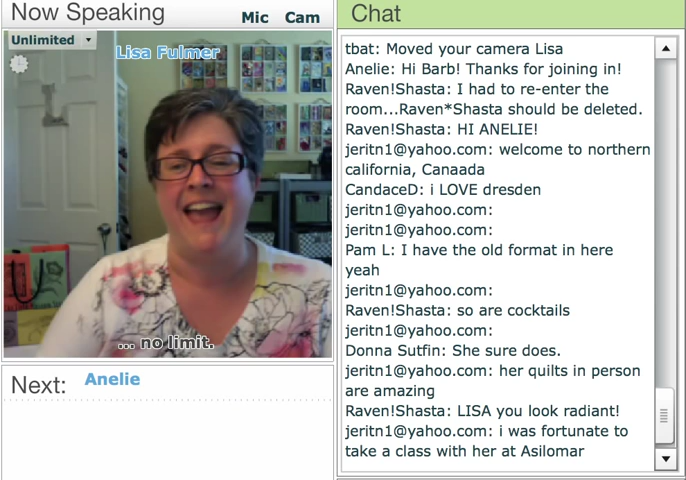 Now Speaking
Mic Cam
Unlimited
Lisa Fulmer
L
... no limit.
Next: Anelie
Chat
tbat: Moved your camera Lisa
Anelie: Hi Barb! Thanks for joining in!
Raven!Shasta: I had to re-enter the
room...Raven*Shasta should be deleted.
Raven!Shasta: HI ANELIE!
jeritn1@yahoo.com: welcome to northern
california, Canaada
CandaceD: i LOVE dresden
jeritn1@yahoo.com:
jeritn1@yahoo.com:
Pam L: I have the old format in here
yeah
jeritn1@yahoo.com:
Raven!Shasta: so are cocktails
jeritn1@yahoo.com:
Donna Sutfin: She sure does.
jeritn1@yahoo.com: her quilts in person
are amazing
Raven!Shasta: LISA you look radiant!
jeritn1@yahoo.com: i was fortunate to
take a class with her at Asilomar